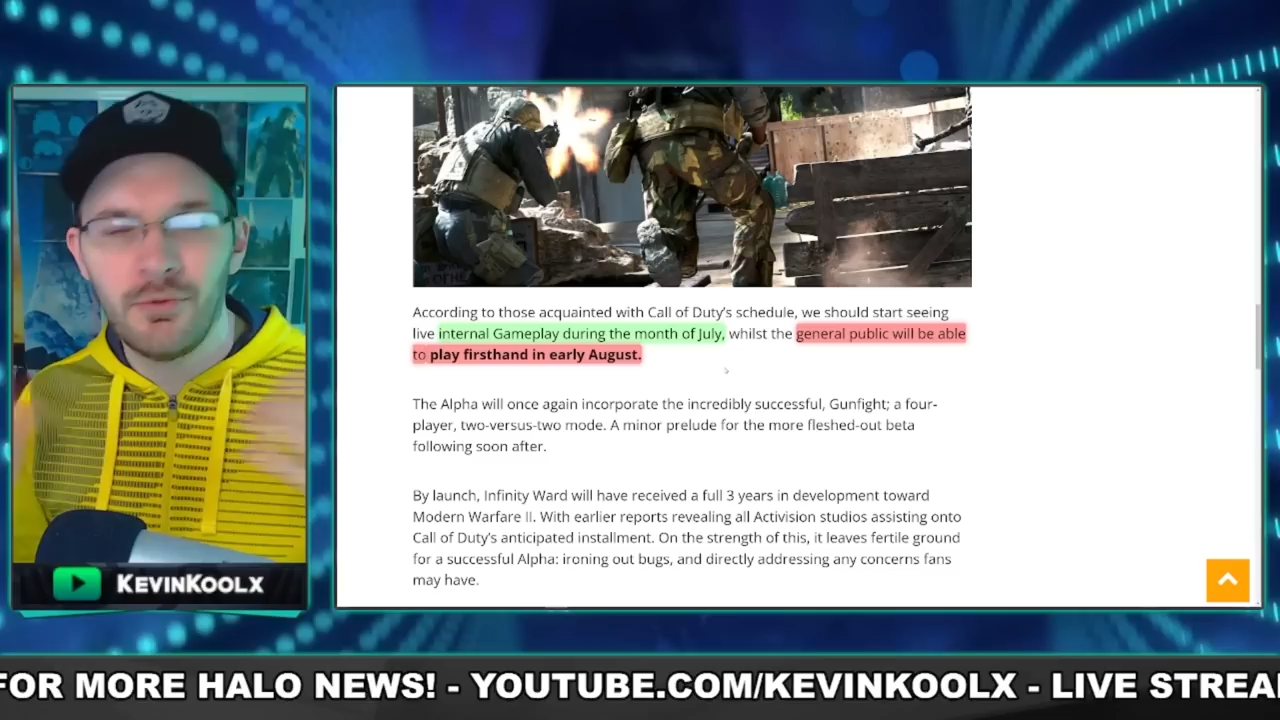 According to those acquainted with Call of Duty's schedule, we should start seeing
live internal Gameplay during the month of July, whilst the general public will be able
to play firsthand in early August.
The Alpha will once again incorporate the incredibly successful, Gunfight; a four-
player, two-versus-two mode. A minor prelude for the more fleshed-out beta
following soon after.
By launch, Infinity Ward will have received a full 3 years in development toward
Modern Warfare II. With earlier reports revealing all Activision studios assisting onto
Call of Duty's anticipated installment. On the strength of this, it leaves fertile ground
for a successful Alpha: ironing out bugs, and directly addressing any concerns fans
may have.
KEVINKOOLX
FOR MORE HALO NEWS! - YOUTUBE.COM/KEVINKOOLX - LIVE STREA